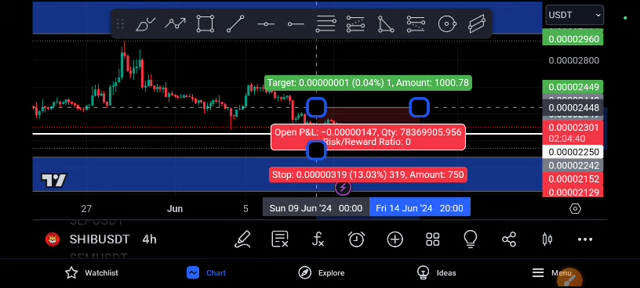 USDT
0.00002960
0.00002800
Target: 0.00000001 (0.04%) 1, Amount: 1000.78
0.00002449
0.00002448
Open P&L: −0.00000147, Qty: 78369905.956
Risk/Reward Ratio: 0
0.00002301
02:04:40
0.00002250
0.00002242
Stop: 0.00000319 (13.03%) 319, Amount: 750
0.00002152
0.00002129
27
Jun
5
Sun 09 Jun '24 00:00
Fri 14 Jun '24 20:00
SHIBUSDT 4h
Watchlist
Chart
Explore
Ideas
Menu